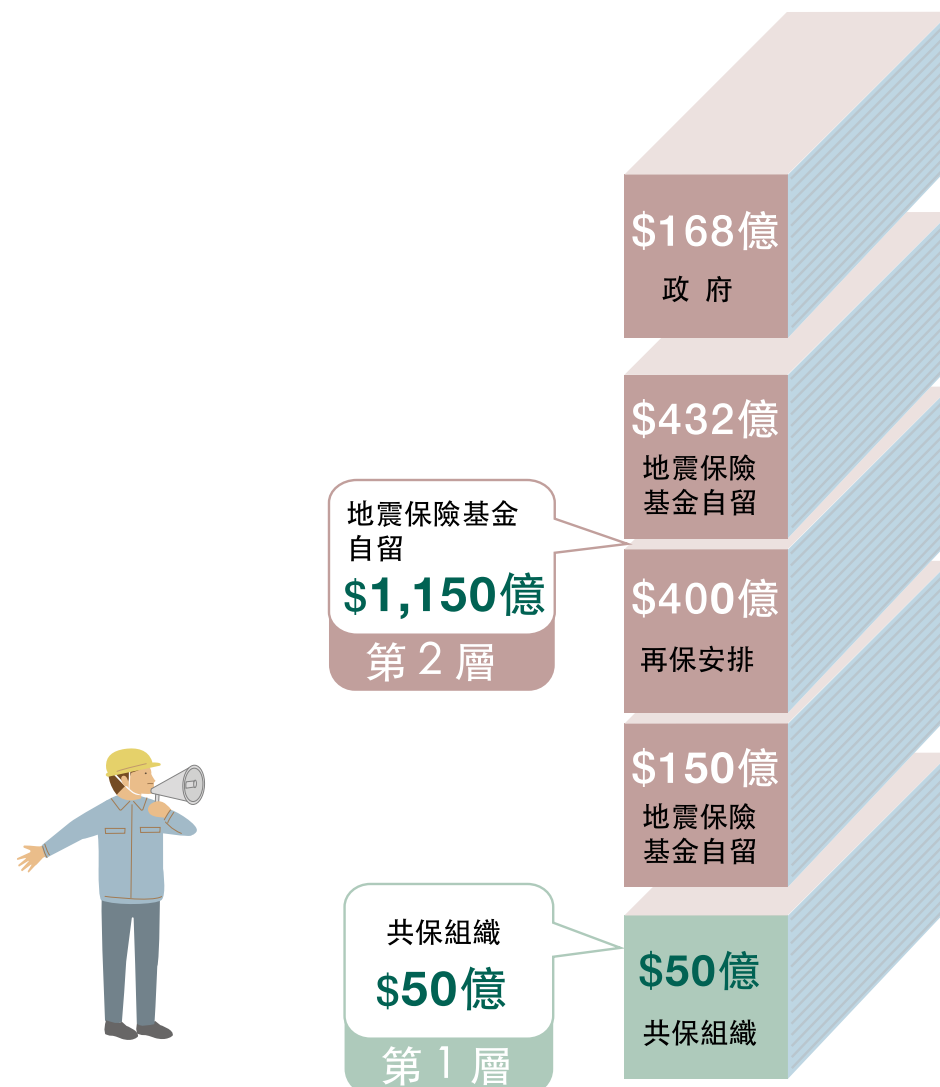 $168億
政 府
$432億
地震保險
基金自留
地震保險基金
自留
$1,150億
第2層
$400億
再保安排
$150億
地震保險
基金自留
共保組織
$50億
第1層
$50億
共保組織